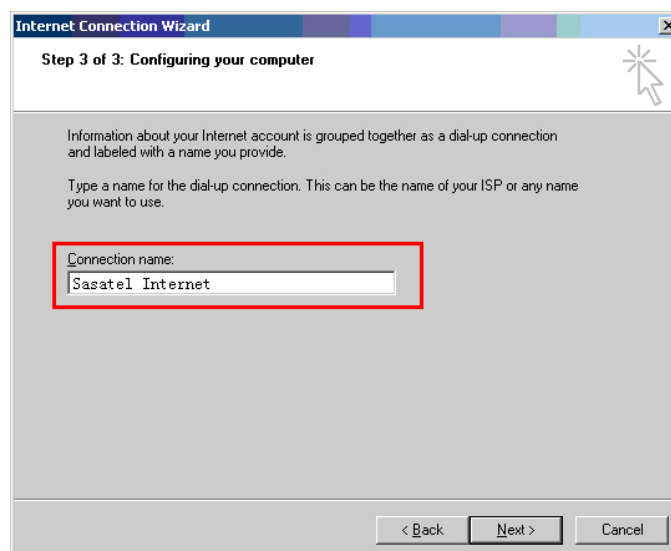 Internet Connection Wizard
Step 3 of 3: Configuring your computer
Information about your Internet account is grouped together as a dial-up connection
and labeled with a name you provide.
Type a name for the dial-up connection. This can be the name of your ISP or any name
you want to use.
Connection name:
Sasatel Internet
< Back Next > Cancel